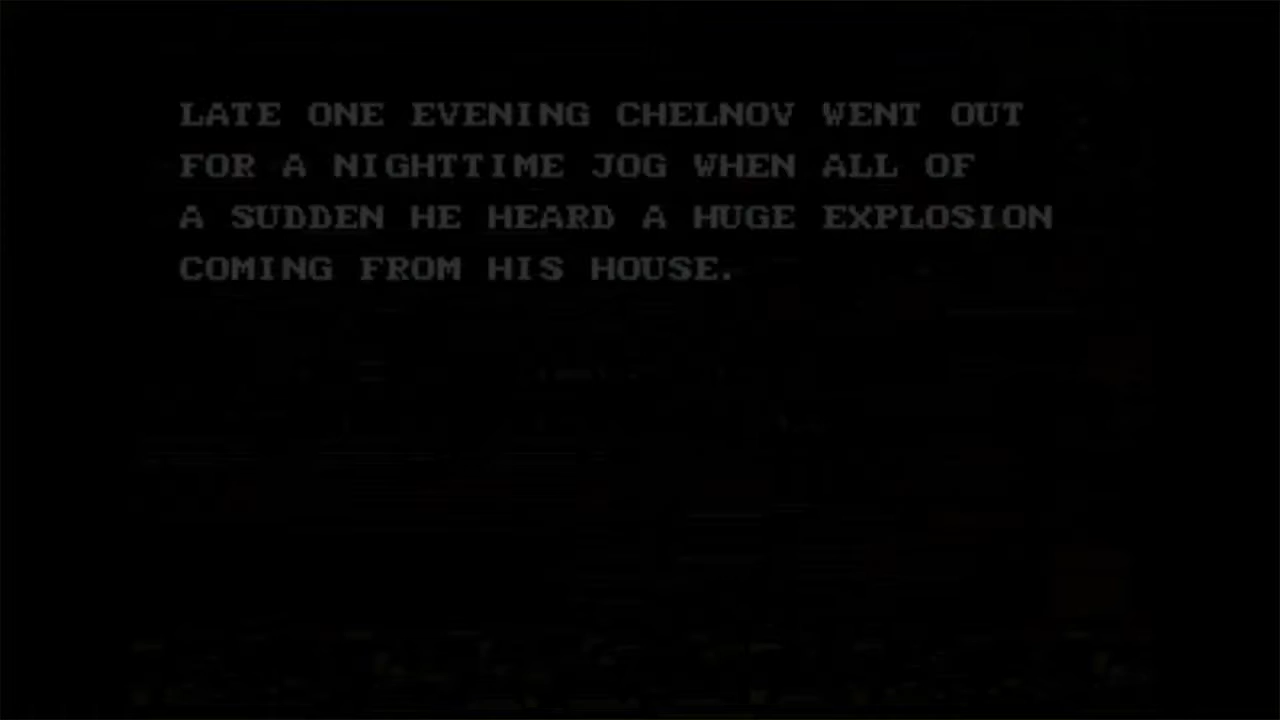 LATE ONE EVENING CHELNOV WENT OUT
FOR A NIGHTTIME JOG WHEN ALL OF
A SUDDEN HE HEARD A HUGE EXPLOSION
COMING FROM HIS HOUSE.